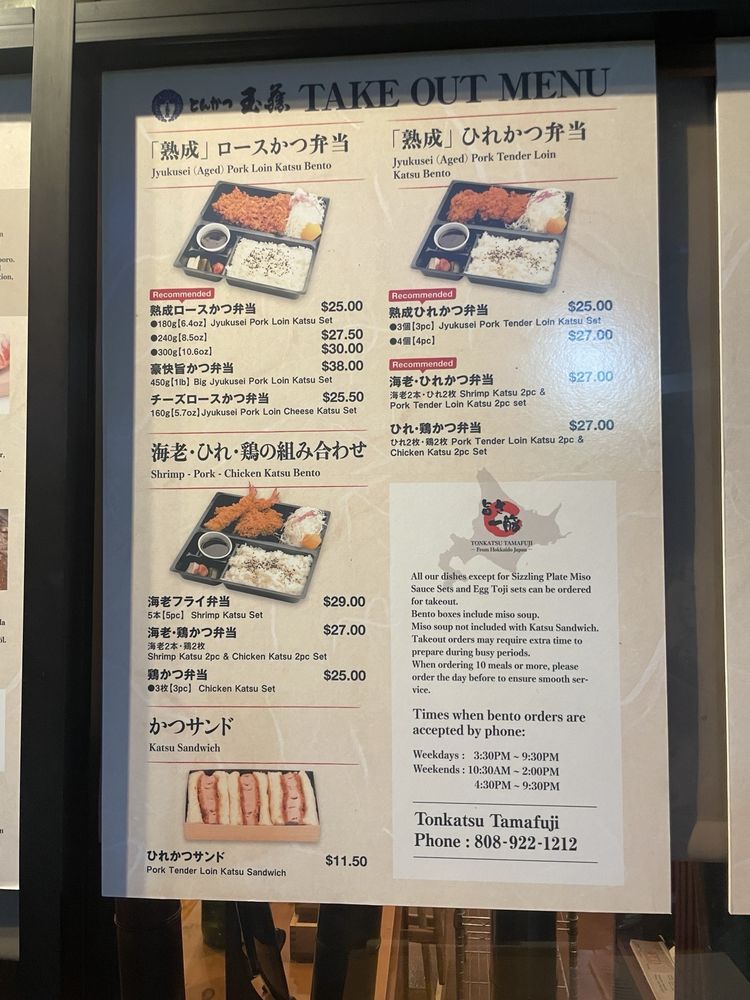 とんかつ 玉藤 TAKE OUT MENU
「熟成」ロースかつ弁当
Jyukusei (Aged) Pork Loin Katsu Bento
Recommended
熟成ロースかつ弁当 $25.00
●180g[6.4oz] Jyukusei Pork Loin Katsu Set
●240g[8.5oz] $27.50
●300g[10.6oz] $30.00
豪快旨かつ弁当 $38.00
450g[1lb] Big Jyukusei Pork Loin Katsu Set
チーズロースかつ弁当 $25.50
160g[5.7oz]Jyukusei Pork Loin Cheese Katsu Set
海老・ひれ・鶏の組み合わせ
Shrimp - Pork - Chicken Katsu Bento
海老フライ弁当 $29.00
5本[5pc] Shrimp Katsu Set
海老・鶏かつ弁当 $27.00
海老2本・鶏2枚
Shrimp Katsu 2pc & Chicken Katsu 2pc Set
鶏かつ弁当 $25.00
●3枚[3pc] Chicken Katsu Set
かつサンド
Katsu Sandwich
ひれかつサンド $11.50
Pork Tender Loin Katsu Sandwich
「熟成」ひれかつ弁当
Jyukusei (Aged) Pork Tender Loin
Katsu Bento
Recommended
熟成ひれかつ弁当 $25.00
●3個[3pc] Jyukusei Pork Tender Loin Katsu Set
●4個[4pc] $27.00
Recommended
海老・ひれかつ弁当 $27.00
海老2本・ひれ2枚 Shrimp Katsu 2pc &
Pork Tender Loin Katsu 2pc set
ひれ・鶏かつ弁当 $27.00
ひれ2枚・鶏2枚 Pork Tender Loin Katsu 2pc &
Chicken Katsu 2pc Set
TONKATSU TAMAFUJI
From Hokkaido Japan
All our dishes except for Sizzling Plate Miso
Sauce Sets and Egg Toji sets can be ordered
for takeout.
Bento boxes include miso soup.
Miso soup not included with Katsu Sandwich.
Takeout orders may require extra time to
prepare during busy periods.
When ordering 10 meals or more, please
order the day before to ensure smooth ser-
vice.
Times when bento orders are
accepted by phone:
Weekdays : 3:30PM ~ 9:30PM
Weekends : 10:30AM ~ 2:00PM
4:30PM ~ 9:30PM
Tonkatsu Tamafuji
Phone : 808-922-1212